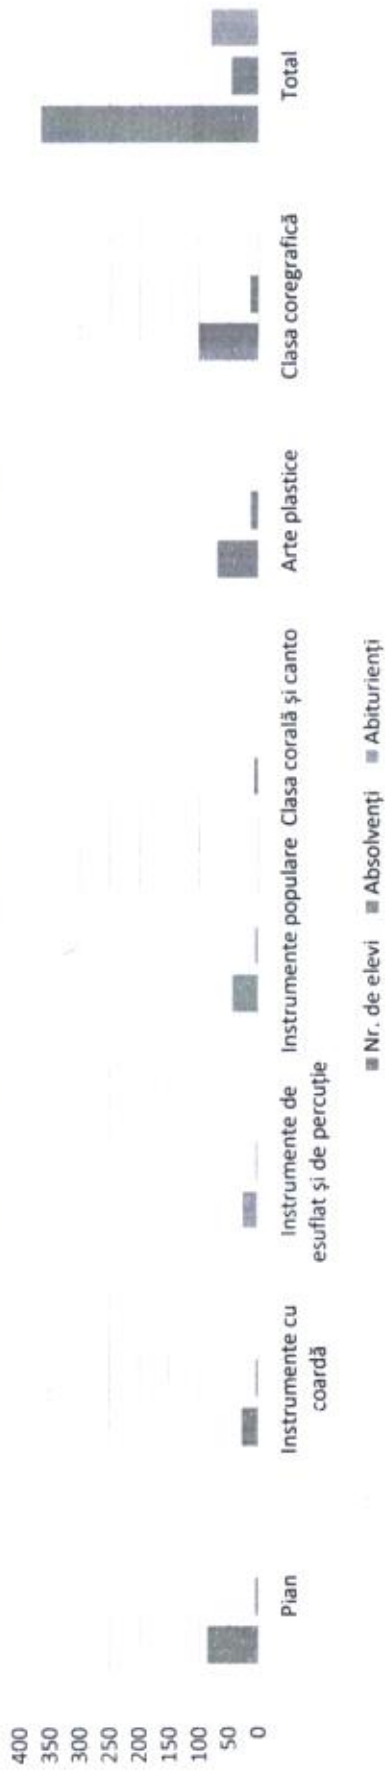 400
350
300
250
200
150
100
50
0
Pian
Instrumente cu
coardă
Instrumente de
esuflat și de percuție
Instrumente populare
Clasa corală și canto
Arte plastice
Clasa coregrafică
Total
Nr. de elevi
Absolvenți
Abiturienți